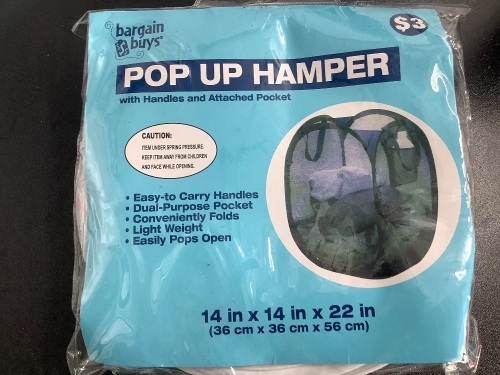 bargain
buys®
$3
POP UP HAMPER
with Handles and Attached Pocket
CAUTION:
ITEM UNDER SPRING PRESSURE.
KEEP ITEM AWAY FROM CHILDREN
AND FACE WHILE OPENING.
• Easy-to Carry Handles
• Dual-Purpose Pocket
• Conveniently Folds
• Light Weight
• Easily Pops Open
14 in x 14 in x 22 in
(36 cm x 36 cm x 56 cm)